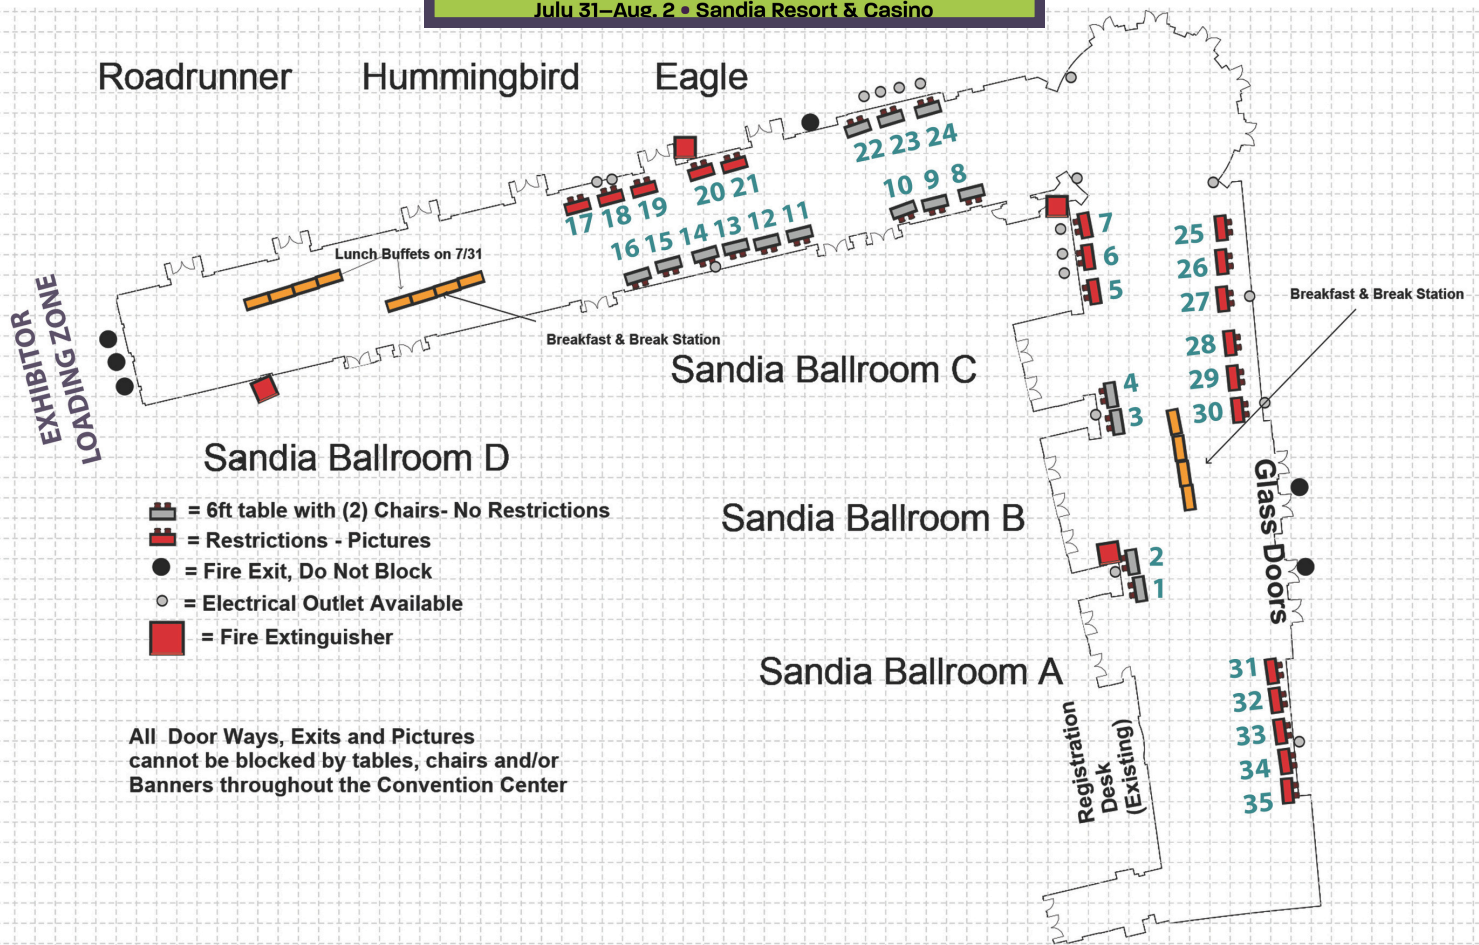 July 31–Aug. 2 • Sandia Resort & Casino
Roadrunner
Hummingbird
Eagle
22 23 24
20 21
17 18 19
10 9 8
16 15 14 13 12 11
7
6
5
25
26
27
Lunch Buffets on 7/31
Breakfast & Break Station
Breakfast & Break Station
EXHIBITOR
LOADING ZONE
Sandia Ballroom C
28
29
30
4
3
Sandia Ballroom D
= 6ft table with (2) Chairs- No Restrictions
= Restrictions - Pictures
= Fire Exit, Do Not Block
= Electrical Outlet Available
= Fire Extinguisher
Sandia Ballroom B
Glass Doors
2
1
Sandia Ballroom A
31
32
33
34
35
Registration
Desk
(Existing)
All Door Ways, Exits and Pictures
cannot be blocked by tables, chairs and/or
Banners throughout the Convention Center